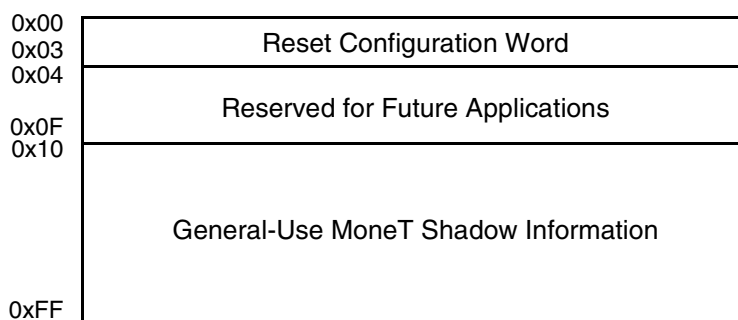 0x00
Reset Configuration Word
0x03
0x04
Reserved for Future Applications
0x0F
0x10
General-Use MoneT Shadow Information
0xFF